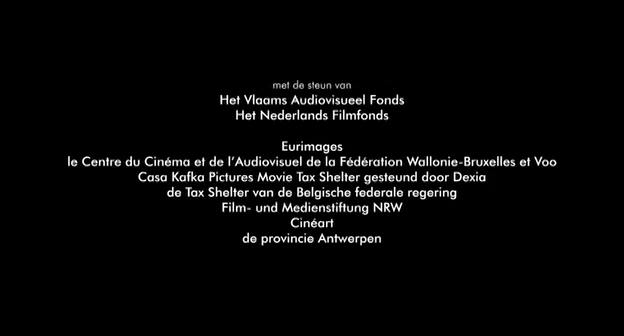 met de steun van
Het Vlaams Audiovisueel Fonds
Het Nederlands Filmfonds
Eurimages
le Centre du Cinéma et de l'Audiovisuel de la Fédération Wallonie-Bruxelles et Voo
Casa Kafka Pictures Movie Tax Shelter gesteund door Dexia
de Tax Shelter van de Belgische federale regering
Film- und Medienstiftung NRW
Cinéart
de provincie Antwerpen